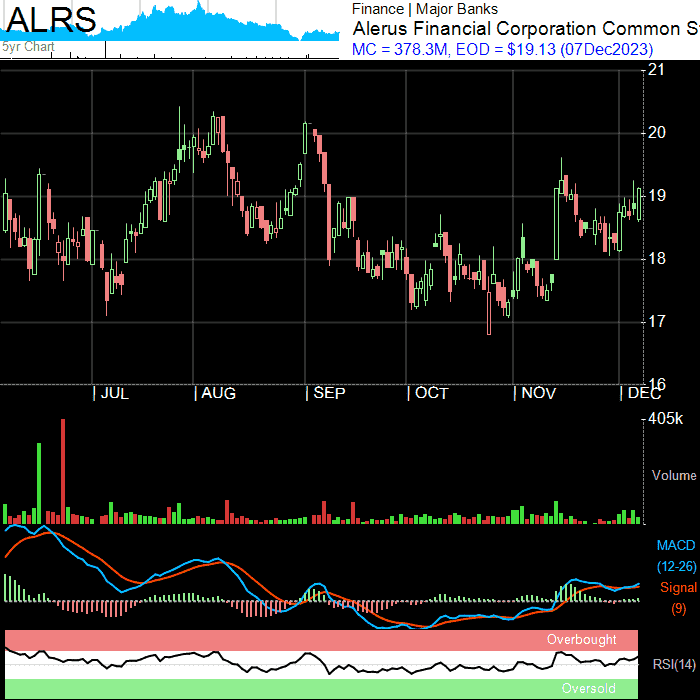 ALRS
5yr Chart
Finance | Major Banks
Alerus Financial Corporation Common S
MC = 378.3M, EOD = $19.13 (07Dec2023)
21
20
19
18
17
16
| JUL | AUG | SEP | OCT | NOV | DEC
405k
Volume
MACD
(12-26)
Signal
(9)
Overbought
RSI(14)
Oversold